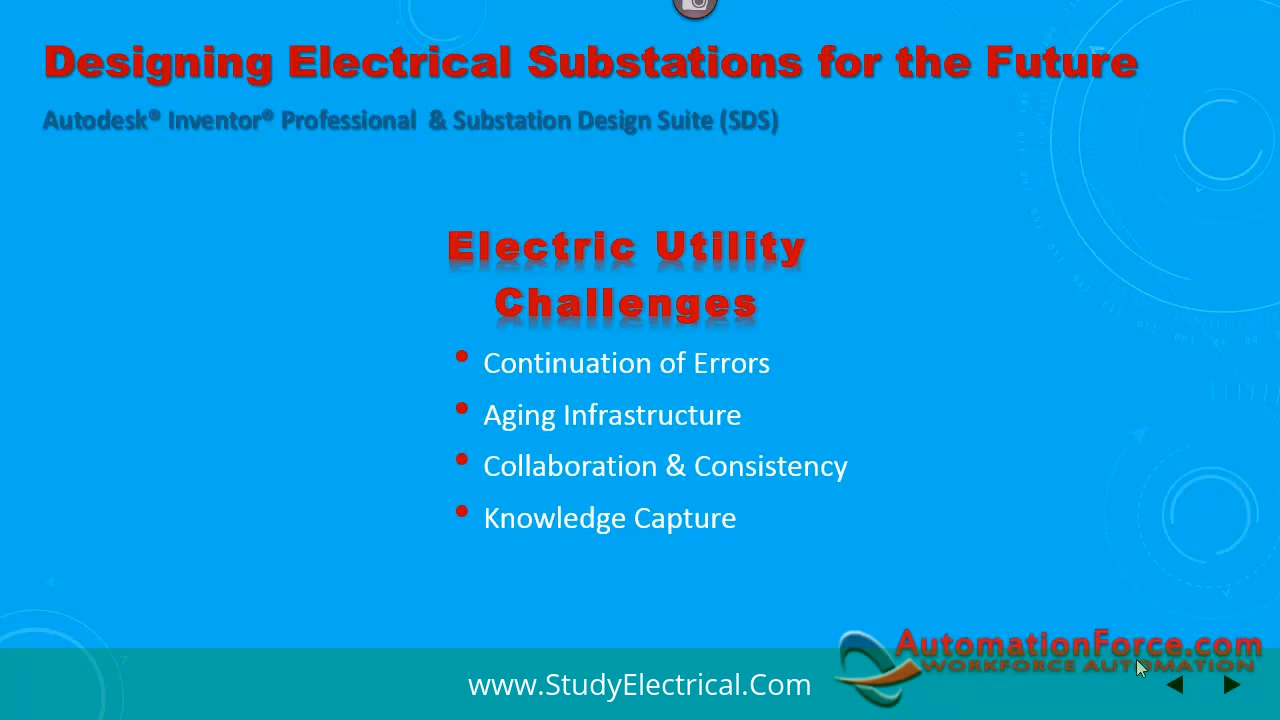 Designing Electrical Substations for the Future
Autodesk® Inventor® Professional & Substation Design Suite (SDS)
Electric Utility
Challenges
• Continuation of Errors
• Aging Infrastructure
• Collaboration & Consistency
• Knowledge Capture
AutomationForce.com
WORKFORCE AUTOMATION
www.StudyElectrical.Com